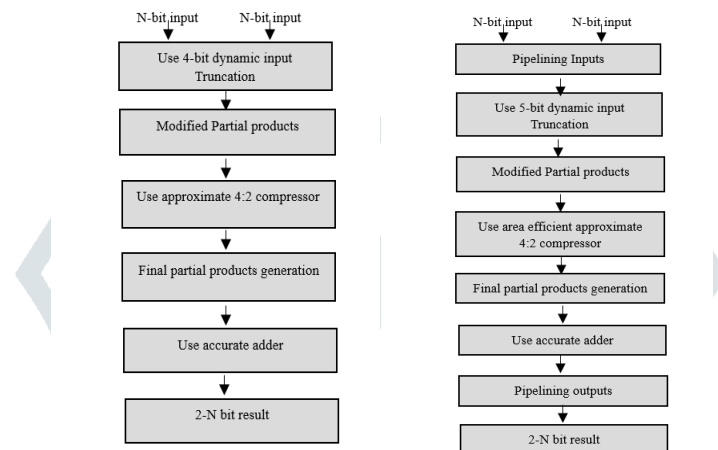 N-bit input N-bit input
Use 4-bit dynamic input
Truncation
Modified Partial products
Use approximate 4:2 compressor
Final partial products generation
Use accurate adder
2-N bit result
N-bit input N-bit input
Pipelining Inputs
Use 5-bit dynamic input
Truncation
Modified Partial products
Use area efficient approximate
4:2 compressor
Final partial products generation
Use accurate adder
Pipelining outputs
2-N bit result